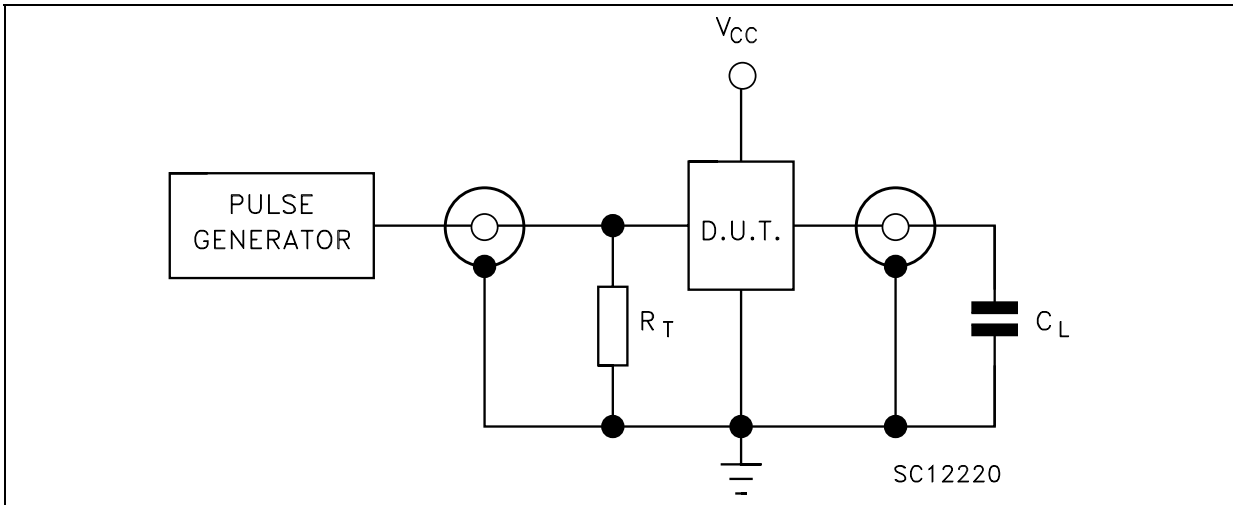 VCC
PULSE
GENERATOR
D.U.T.
RT
CL
SC12220